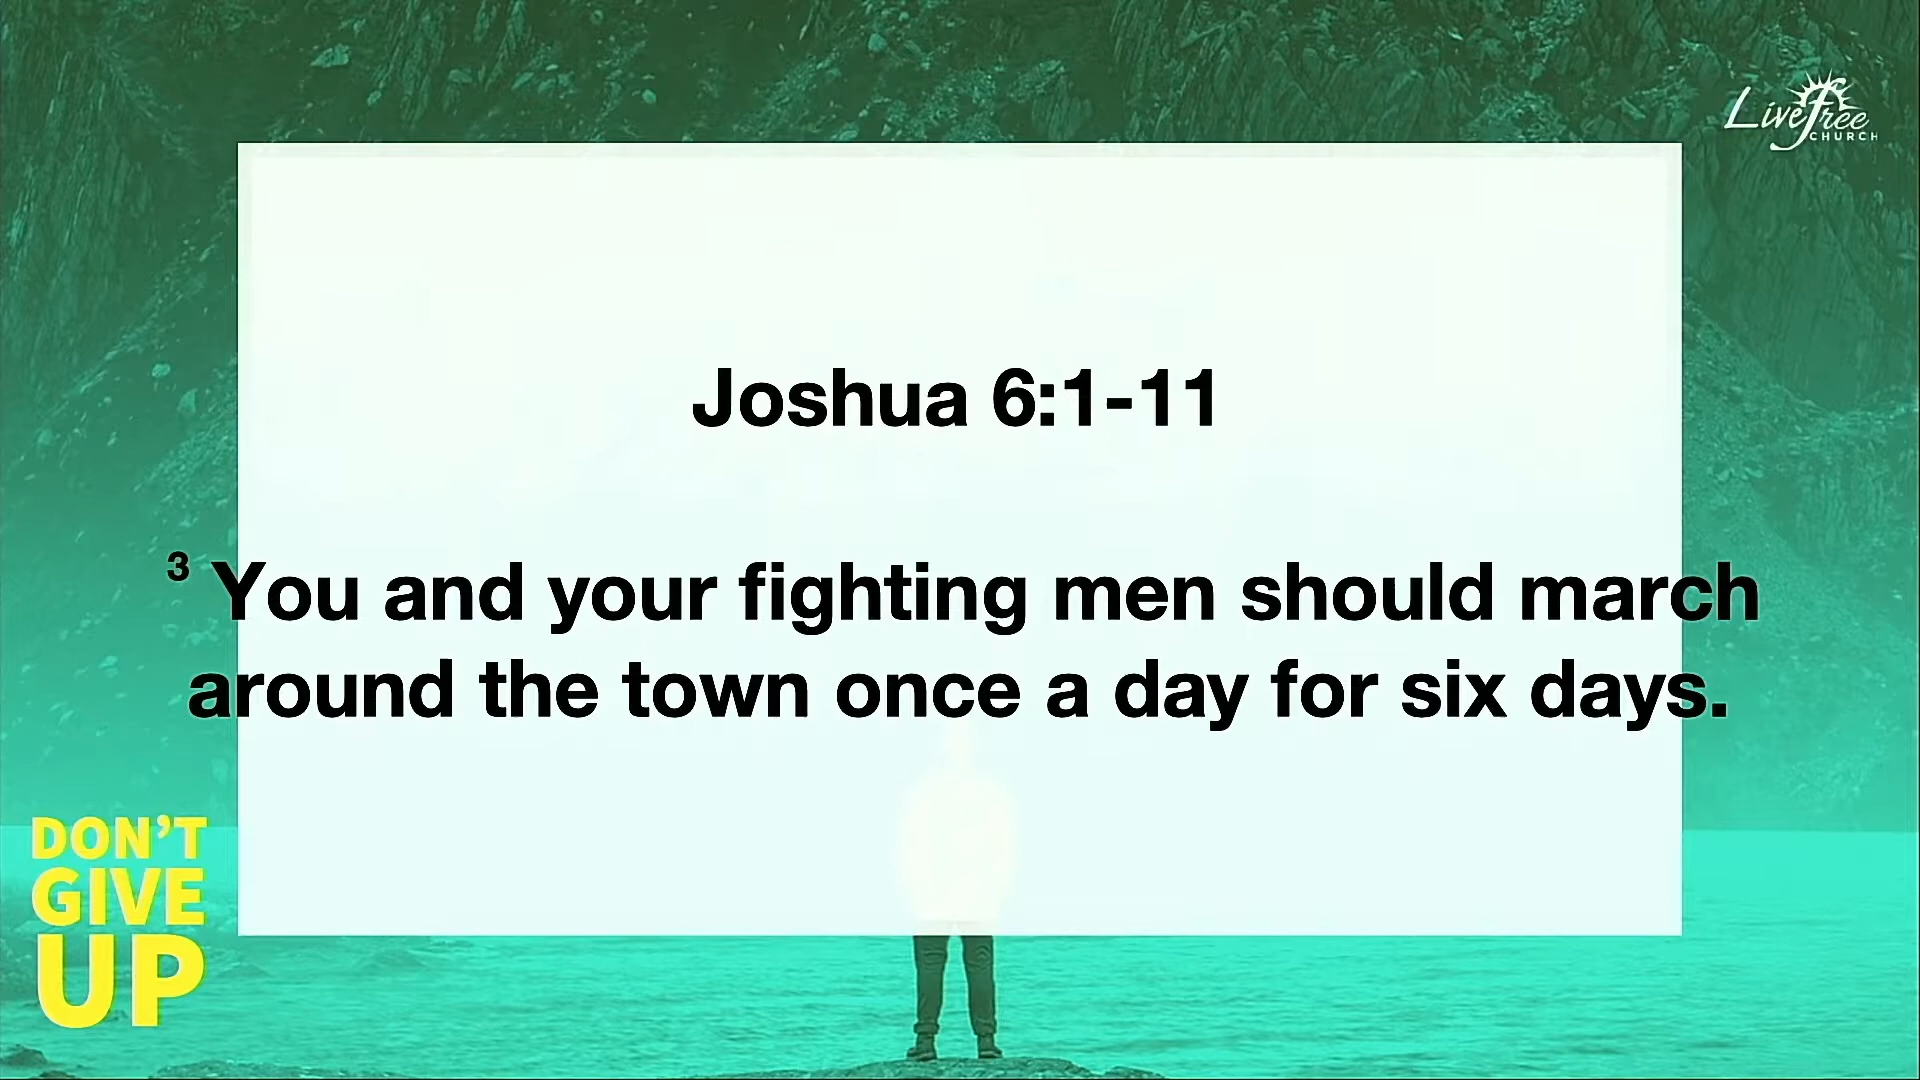 LiveFree
CHURCH
Joshua 6:1-11
³ You and your fighting men should march
around the town once a day for six days.
DON'T
GIVE
UP